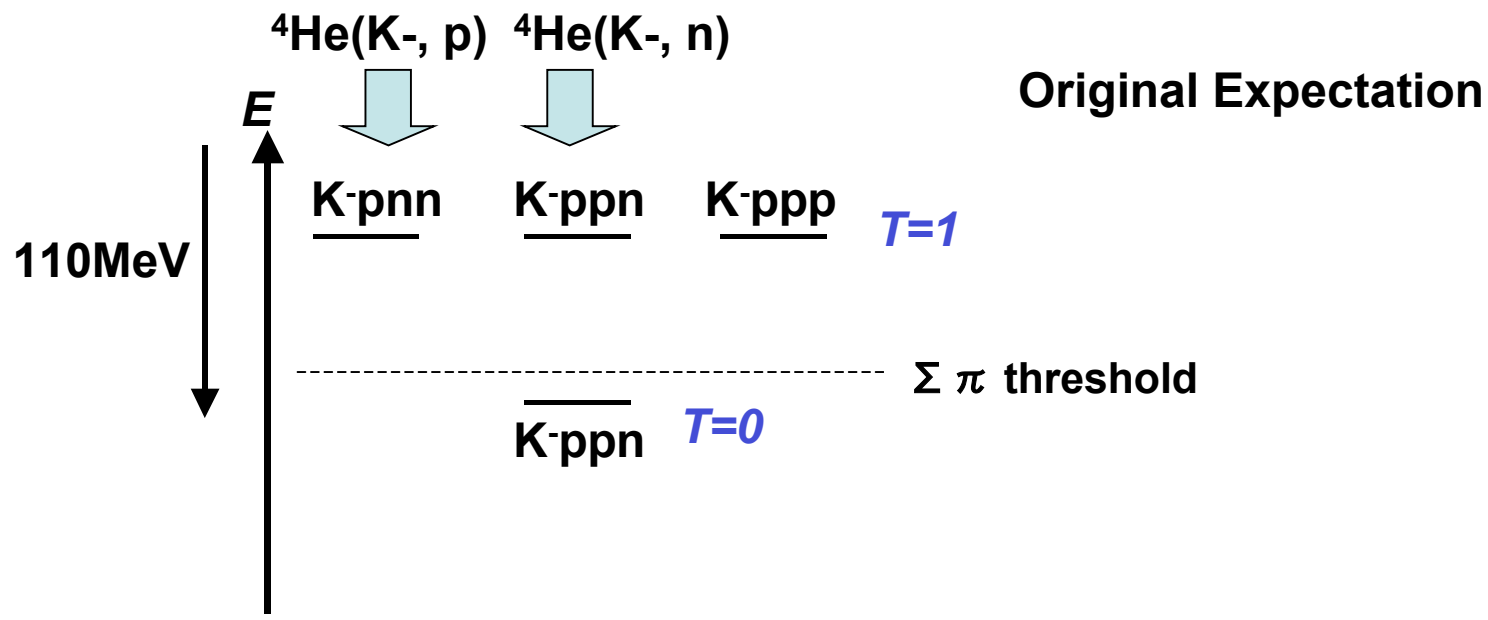 ⁴He(K-, p) ⁴He(K-, n)
Original Expectation
E
K⁻pnn K⁻ppn K⁻ppp
T=1
110MeV
Σ π threshold
T=0
K⁻ppn